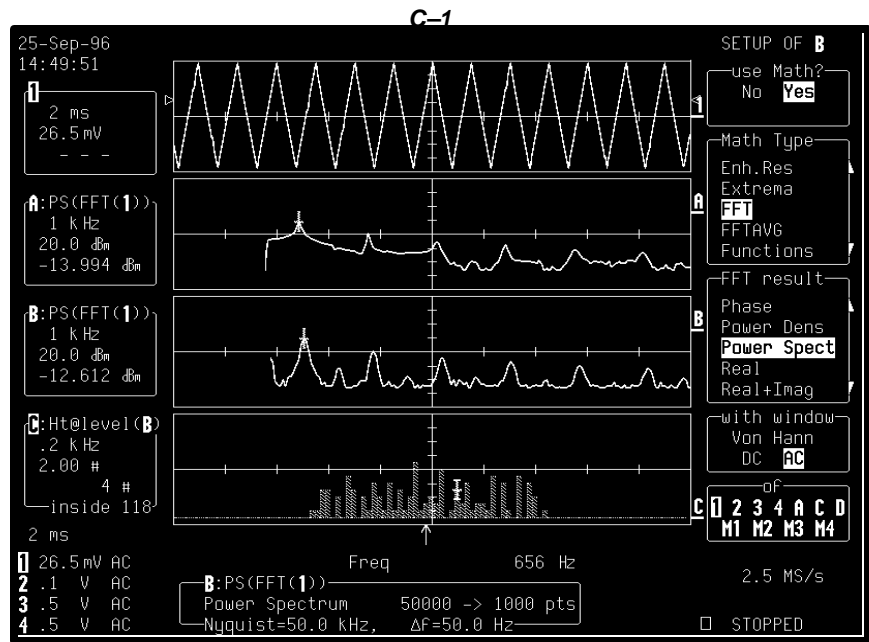 C–1
25-Sep-96
14:49:51
1
2 ms
26.5mV
- - -
A:PS(FFT(1))
1 kHz
20.0 dBm
-13.994 dBm
B:PS(FFT(1))
1 kHz
20.0 dBm
-12.612 dBm
C:Ht@level(B)
.2 kHz
2.00 #
4 #
inside 118
2 ms
1 26.5mV AC
2 .1 V AC
3 .5 V AC
4 .5 V AC
1
A
B
C
Freq 656 Hz
B:PS(FFT(1))
Power Spectrum 50000 -> 1000 pts
Nyquist=50.0 kHz, Δf=50.0 Hz
SETUP OF B
use Math?
No Yes
Math Type
Enh.Res
Extrema
FFT
FFTAVG
Functions
FFT result
Phase
Power Dens
Power Spect
Real
Real+Imag
with window
Von Hann
DC AC
of
1 2 3 4 A C D
M1 M2 M3 M4
2.5 MS/s
STOPPED